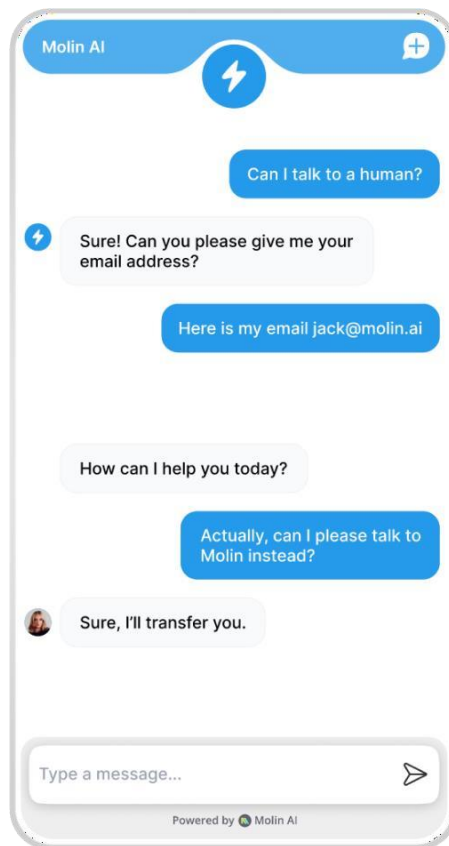 Molin AI
Can I talk to a human?
Sure! Can you please give me your
email address?
Here is my email jack@molin.ai
How can I help you today?
Actually, can I please talk to
Molin instead?
Sure, I'll transfer you.
Type a message...
Powered by Molin AI